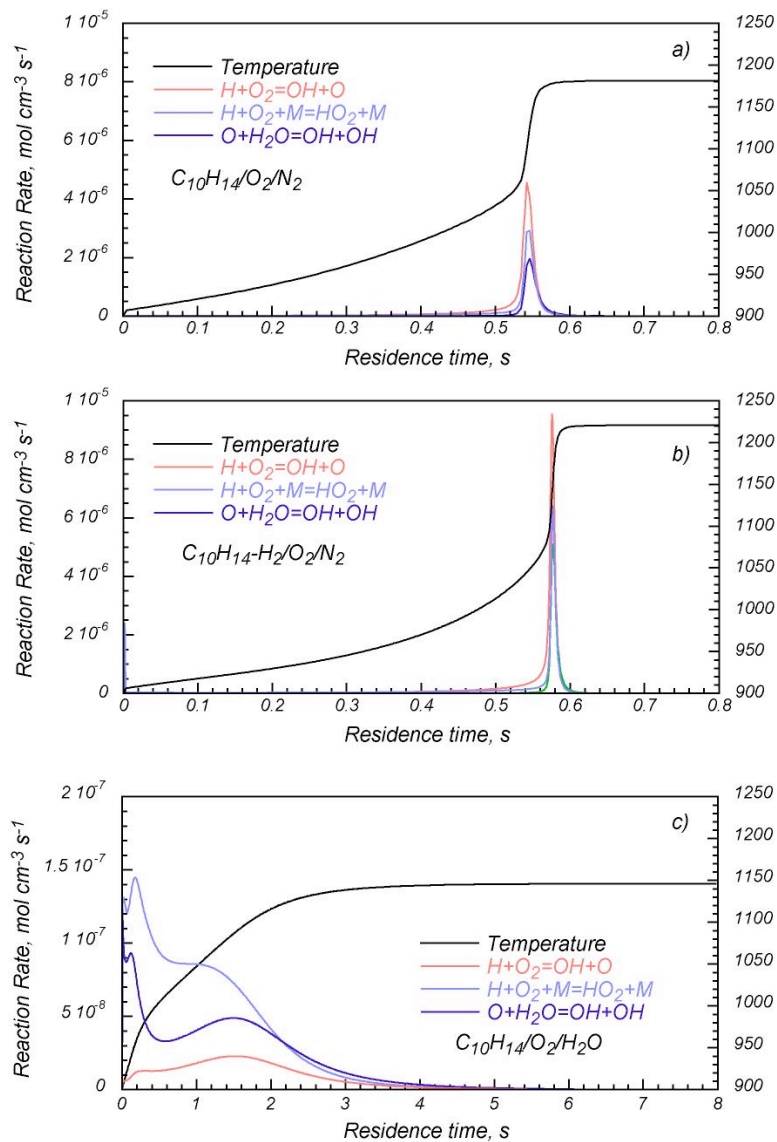 1 10⁻⁵
8 10⁻⁶
6 10⁻⁶
4 10⁻⁶
2 10⁻⁶
0
Reaction Rate, mol cm⁻³ s⁻¹
a)
Temperature
H+O₂=OH+O
H+O₂+M=HO₂+M
O+H₂O=OH+OH
C₁₀H₁₄/O₂/N₂
1250
1200
1150
1100
1050
1000
950
900
0 0.1 0.2 0.3 0.4 0.5 0.6 0.7 0.8
Residence time, s
1 10⁻⁵
8 10⁻⁶
6 10⁻⁶
4 10⁻⁶
2 10⁻⁶
0
Reaction Rate, mol cm⁻³ s⁻¹
b)
Temperature
H+O₂=OH+O
H+O₂+M=HO₂+M
O+H₂O=OH+OH
C₁₀H₁₄-H₂/O₂/N₂
1250
1200
1150
1100
1050
1000
950
900
0 0.1 0.2 0.3 0.4 0.5 0.6 0.7 0.8
Residence time, s
2 10⁻⁷
1.5 10⁻⁷
1 10⁻⁷
5 10⁻⁸
0
Reaction Rate, mol cm⁻³ s⁻¹
c)
Temperature
H+O₂=OH+O
H+O₂+M=HO₂+M
O+H₂O=OH+OH
C₁₀H₁₄/O₂/H₂O
1250
1200
1150
1100
1050
1000
950
900
0 1 2 3 4 5 6 7 8
Residence time, s